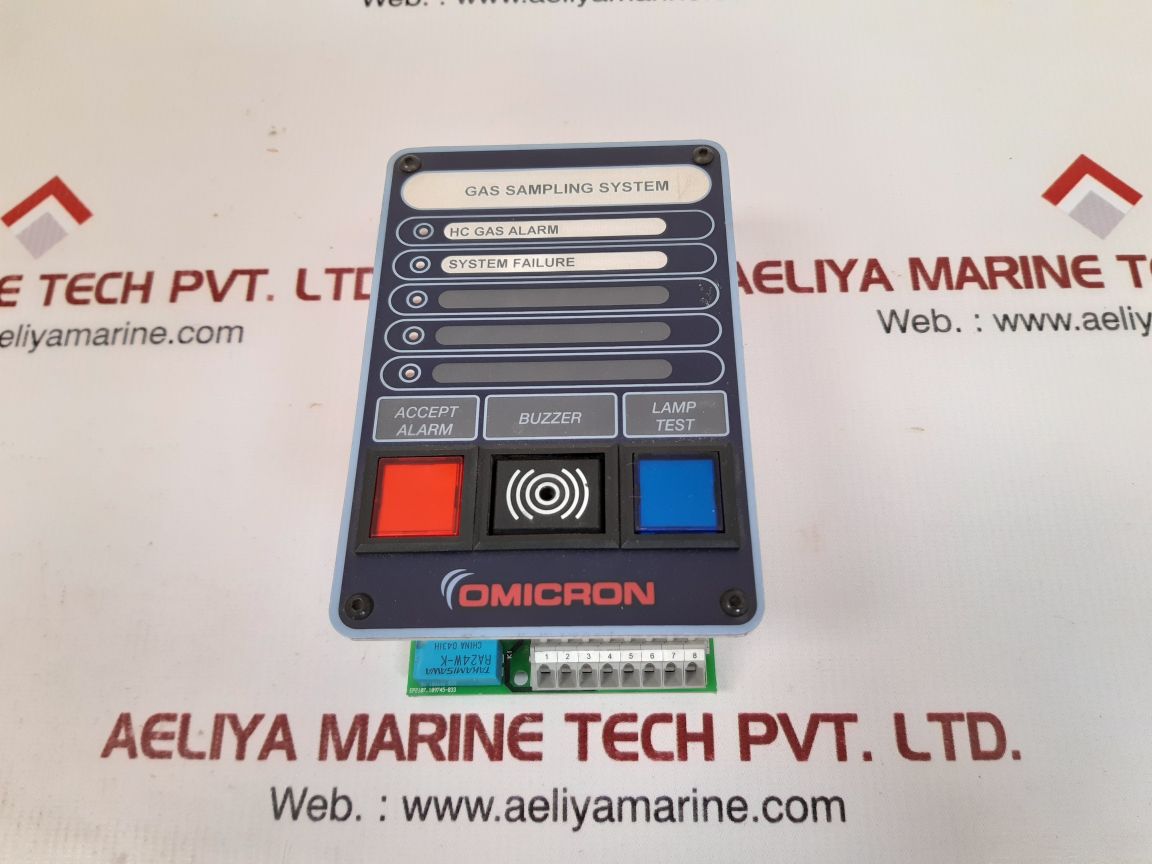 Web. : www.aeliyamarine
GAS SAMPLING SYSTEM
HC GAS ALARM
SYSTEM FAILURE
E TECH PVT. LTD
AELIYA MARINE T
eliyamarine.com
Web. : www.aeliy
ACCEPT
ALARM
BUZZER
LAMP
TEST
OMICRON
TAKAMISAWA
RA24W-K
CHINA 043IH
K1
1 2 3 4 5 6 7 8
AELIYA MARINE TECH PVT. LTD.
Web. : www.aeliyamarine.com